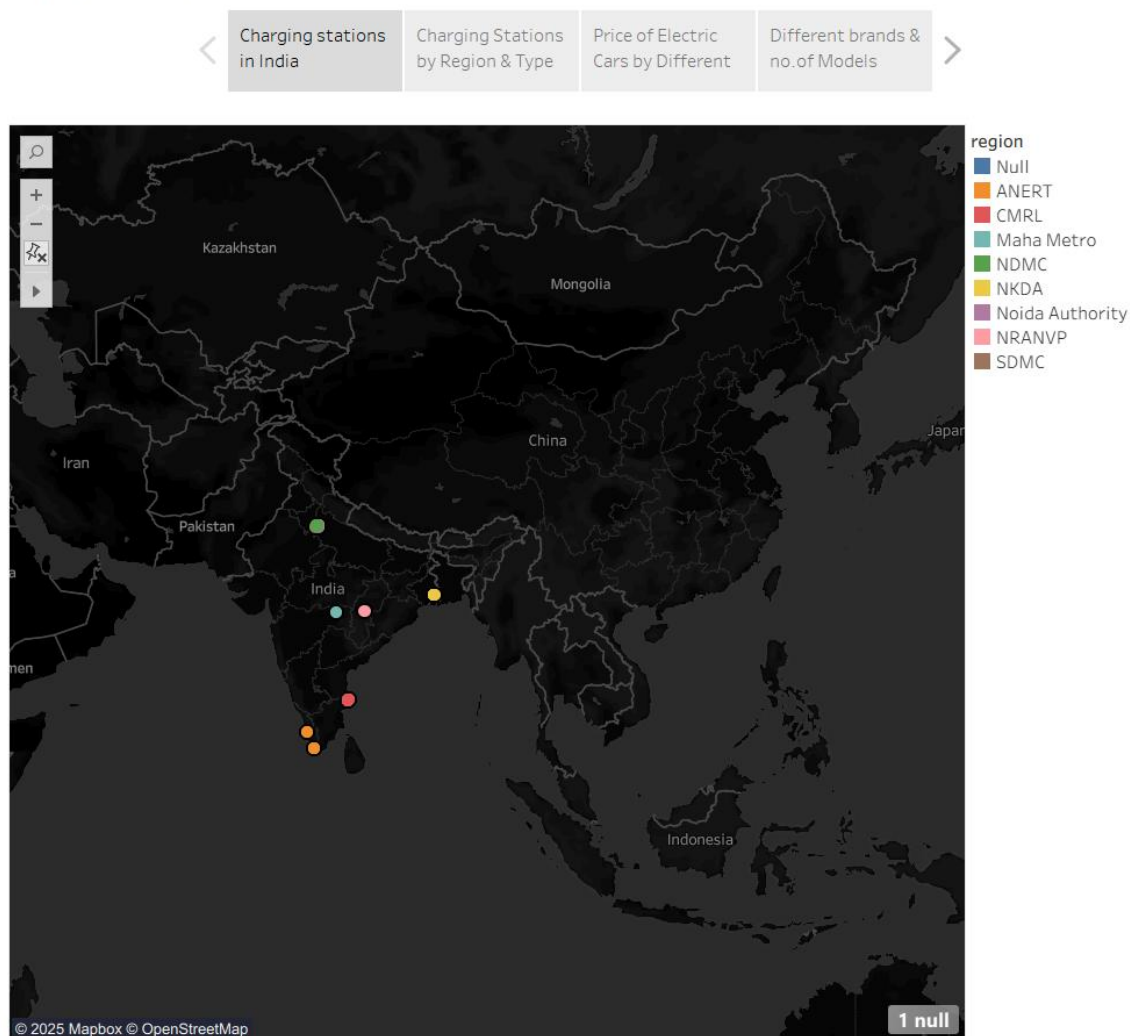 Charging stations
in India
Charging Stations
by Region & Type
Price of Electric
Cars by Different
Different brands &
no.of Models
region
Null
ANERT
CMRL
Maha Metro
NDMC
NKDA
Noida Authority
NRANVP
SDMC
Kazakhstan
Mongolia
China
Japan
Iran
Pakistan
India
men
Indonesia
© 2025 Mapbox © OpenStreetMap
1 null